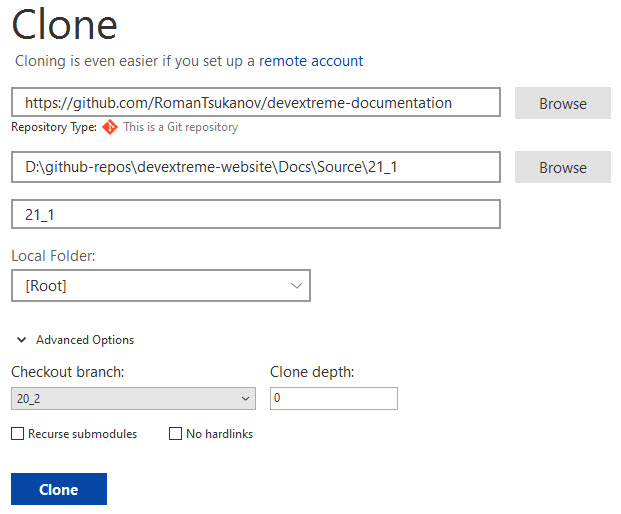 Clone
Cloning is even easier if you set up a remote account
https://github.com/RomanTsukanov/devextreme-documentation
Browse
Repository Type: This is a Git repository
D:\github-repos\devextreme-website\Docs\Source\21_1
Browse
21_1
Local Folder:
[Root]
Advanced Options
Checkout branch:
Clone depth:
20_2
0
Recurse submodules
No hardlinks
Clone